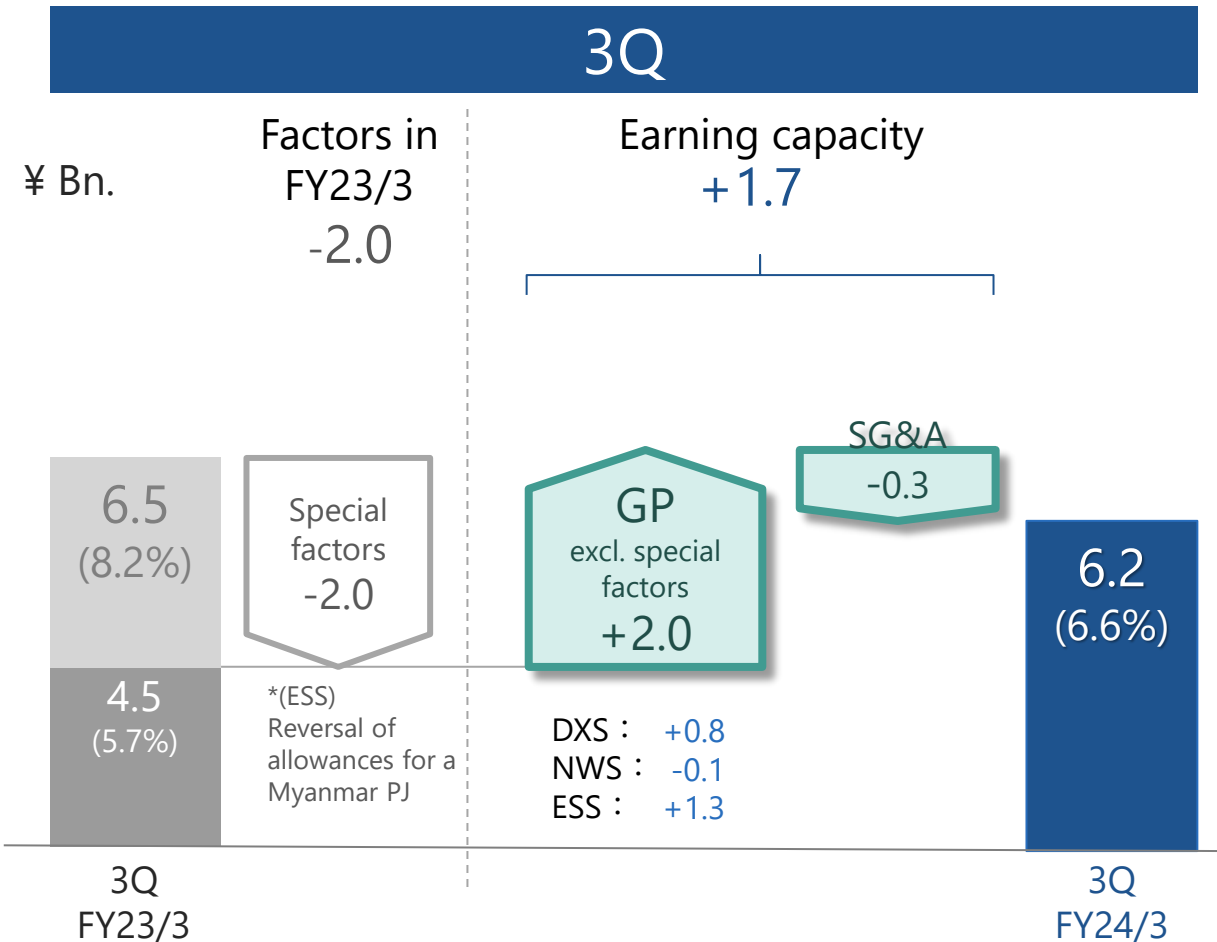 3Q
¥ Bn.
Factors in
FY23/3
-2.0
Earning capacity
+1.7
6.5
(8.2%)
4.5
(5.7%)
Special
factors
-2.0
*(ESS)
Reversal of
allowances for a
Myanmar PJ
GP
excl. special
factors
+2.0
SG&A
-0.3
DXS： +0.8
NWS： -0.1
ESS： +1.3
6.2
(6.6%)
3Q
FY23/3
3Q
FY24/3